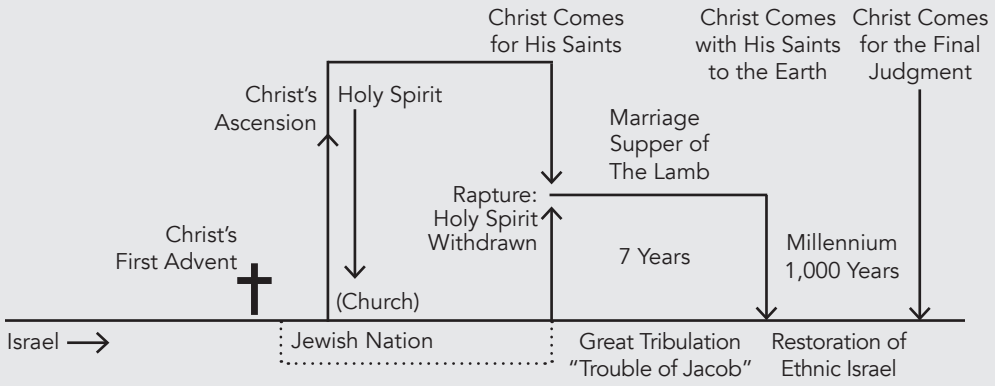 Christ Comes
for His Saints
Christ Comes
with His Saints
to the Earth
Christ Comes
for the Final
Judgment
Christ's
Ascension
Holy Spirit
Marriage
Supper of
The Lamb
Rapture:
Holy Spirit
Withdrawn
Christ's
First Advent
7 Years
Millennium
1,000 Years
(Church)
Israel
Jewish Nation
Great Tribulation
“Trouble of Jacob”
Restoration of
Ethnic Israel